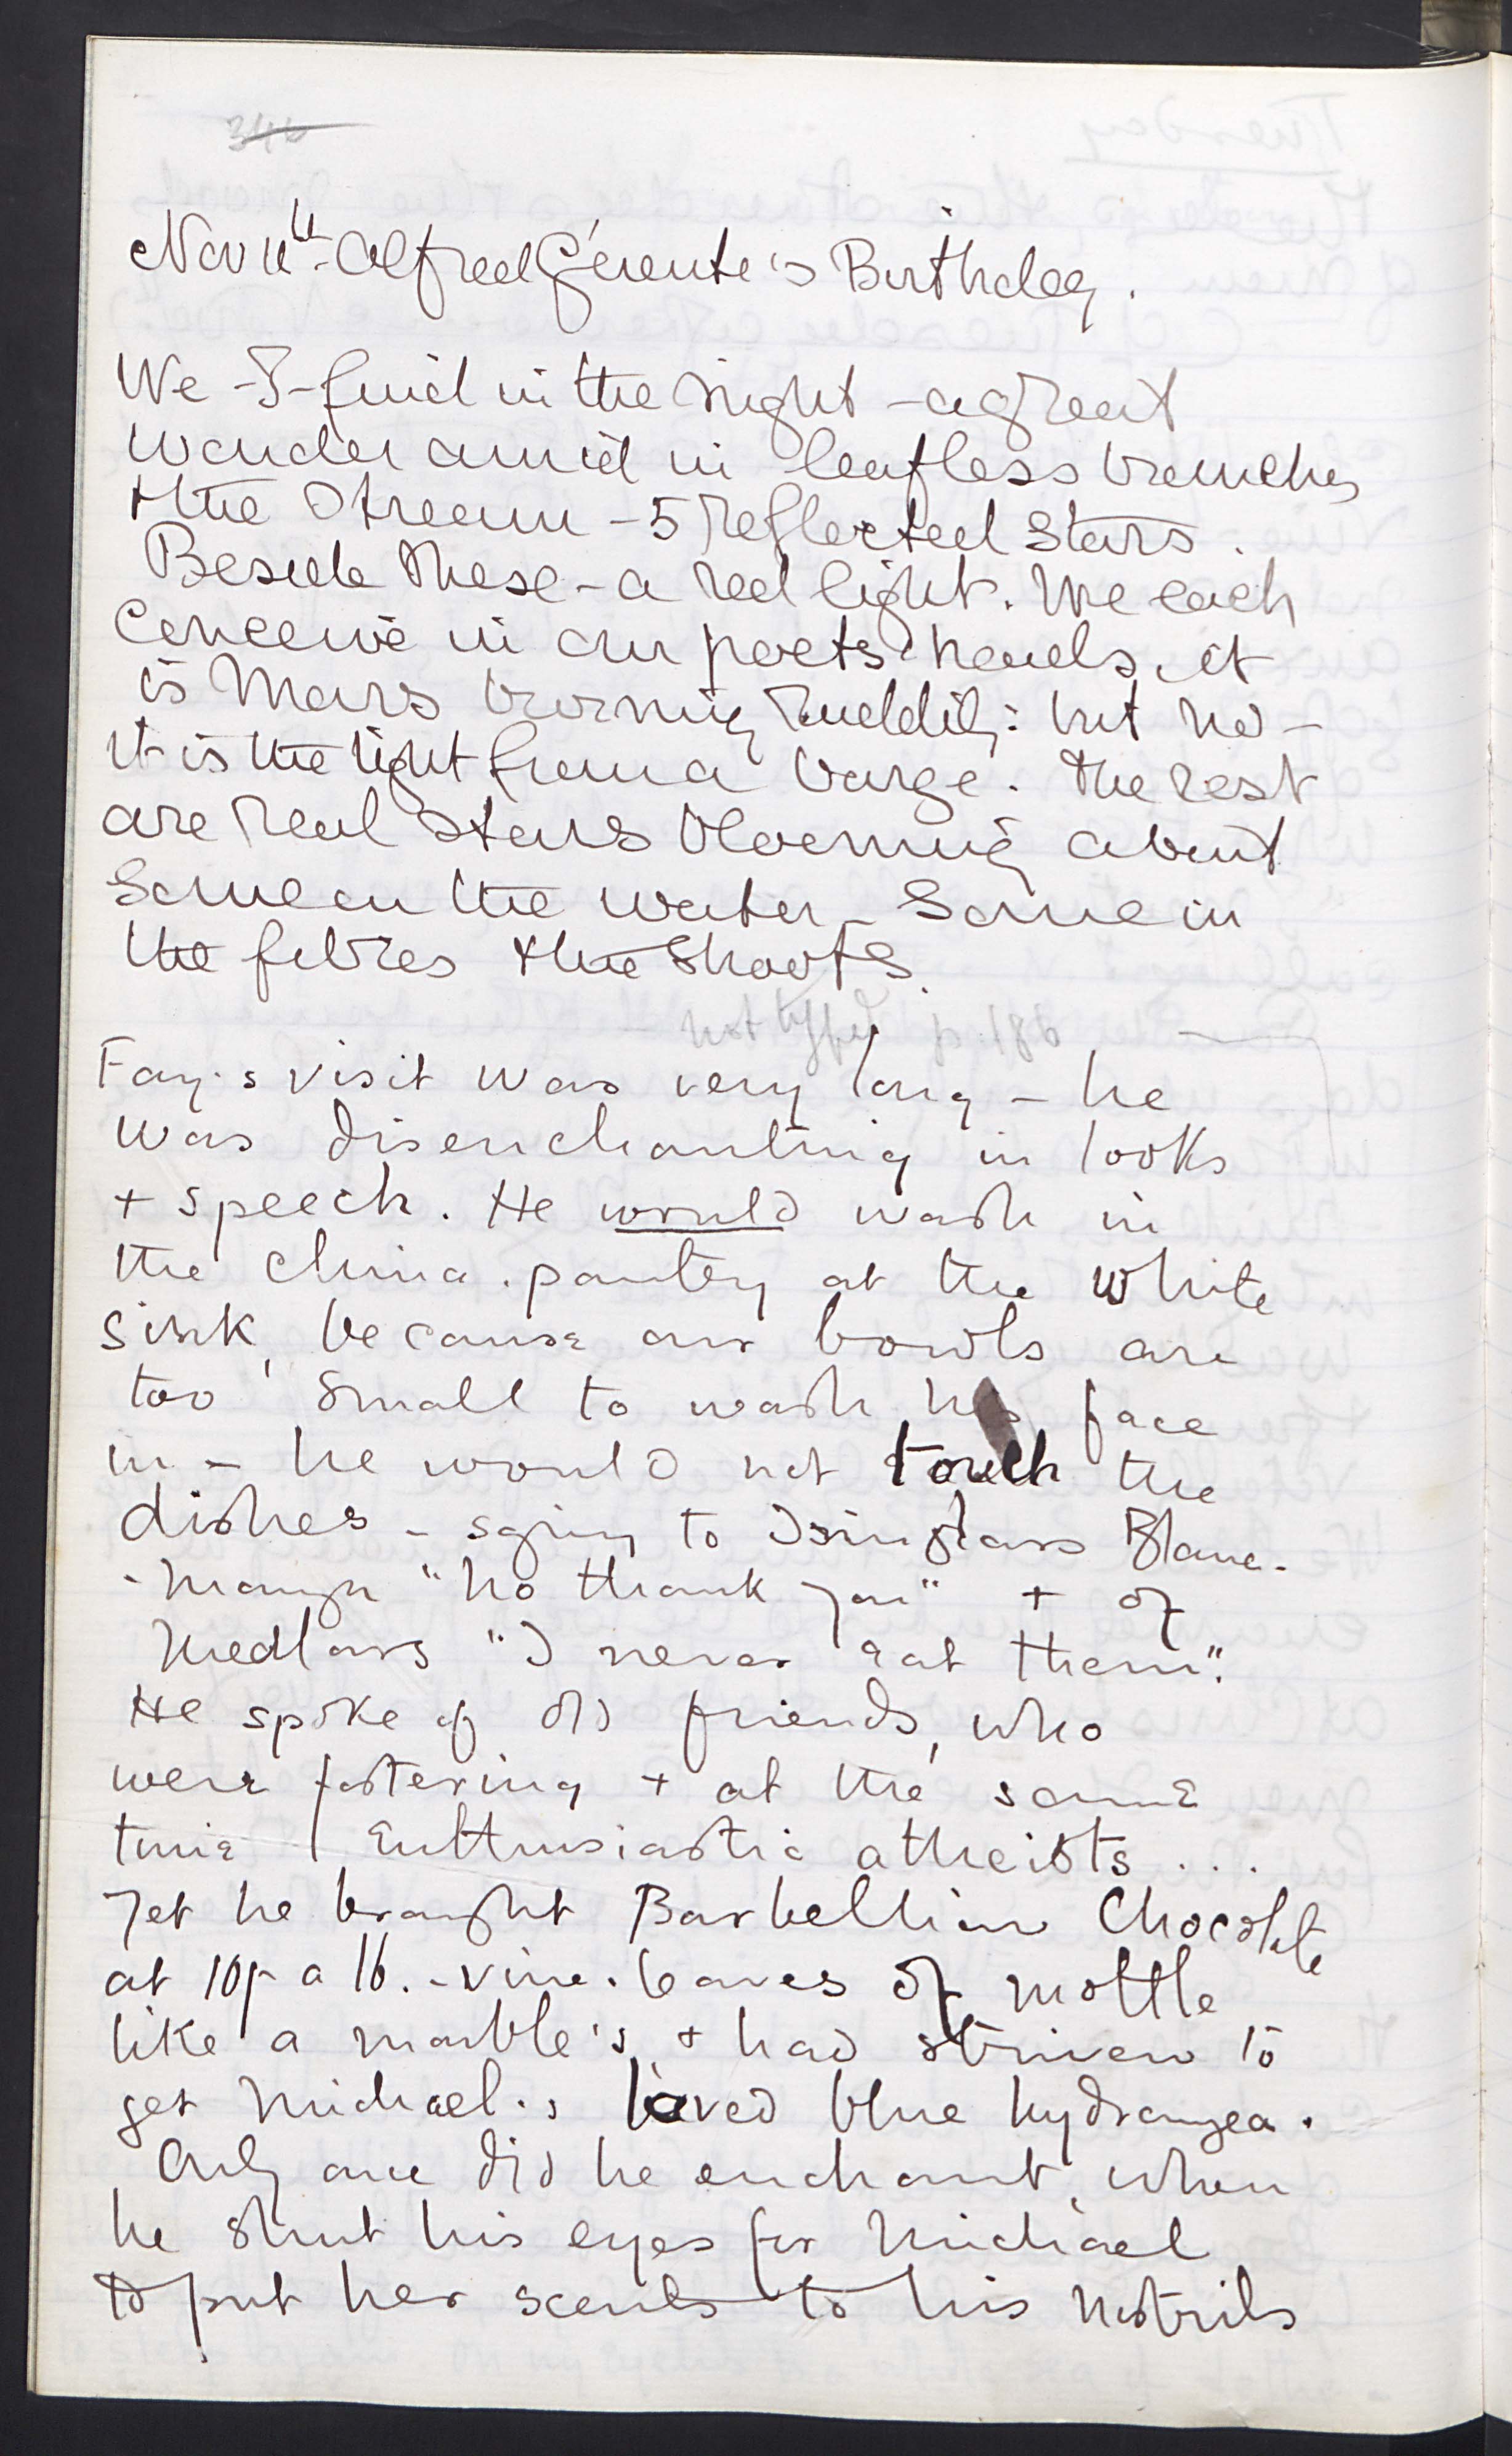 346
Nov 11th - Alfred Gérente's Birthday.
We - I - find in the night - a great
wonder amid in leafless branches
+ the Stream - 5 reflected stars.
Beside these - a red light. We each
conceive in our poets' heads it
is Mars burning ruddily: but no -
it is the light from a barge. The rest
are real stars blooming about
some on the water - some in
the fibres + the shoots.
not typed p. 186
Fay's visit was very long - he
was disenchanting in looks
+ speech. He would wash in
the china-pantry at the white
sink, because our bowls are
too small to wash his face
in - he would not touch the
dishes - saying to Isinglass Blanc-
-mange "No thank you" + of
Medlars "I never eat them".
He spoke of old friends, who
were fostering + at the same
time enthusiastic atheists ...
Yet he brought Barbellion Chocolate
at 10/- a lb. - vine-leaves of mottle
like a marble's, + had striven to
get Michael's loved blue hydrangea.
Only once did he enchant, when
he shut his eyes for Michael
to put her scents to his nostrils